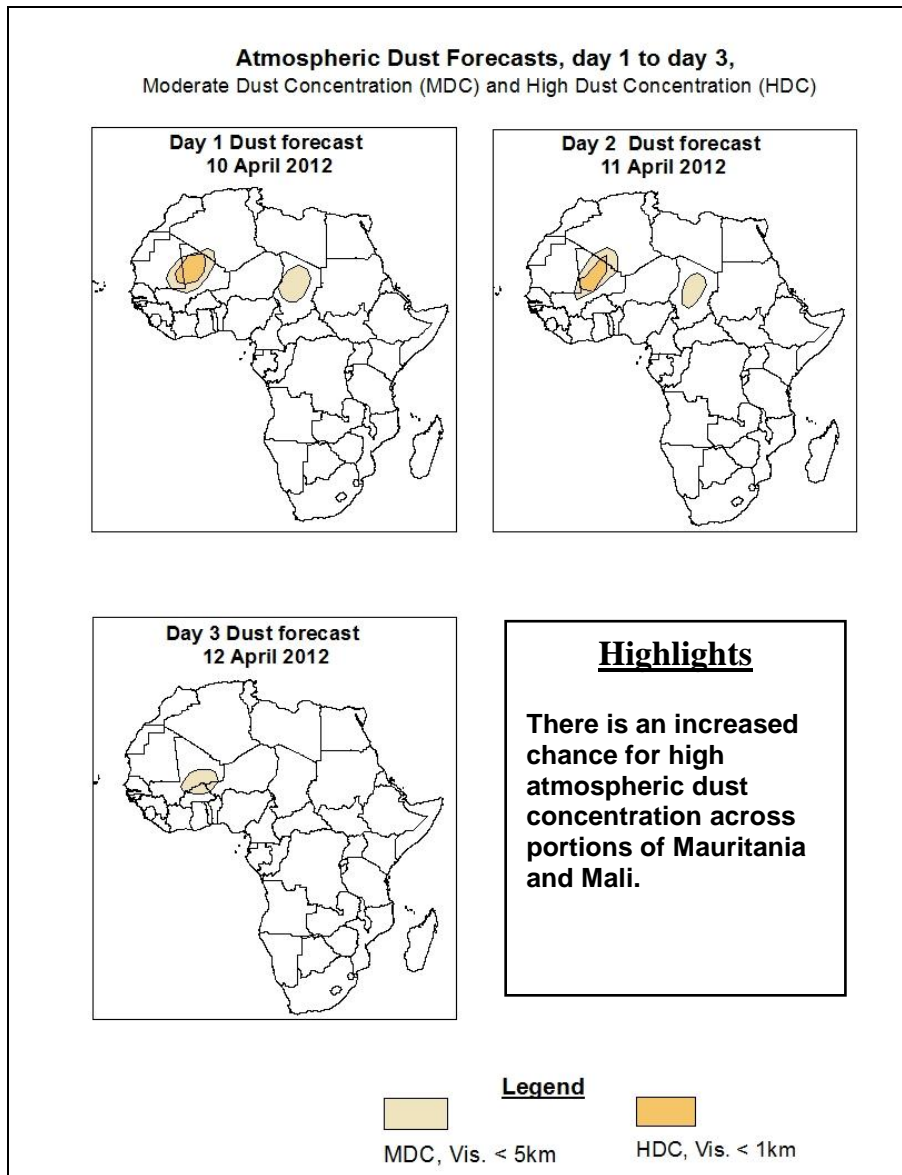 Atmospheric Dust Forecasts, day 1 to day 3,
Moderate Dust Concentration (MDC) and High Dust Concentration (HDC)
Day 1 Dust forecast
10 April 2012
Day 2 Dust forecast
11 April 2012
Day 3 Dust forecast
12 April 2012
Highlights
There is an increased
chance for high
atmospheric dust
concentration across
portions of Mauritania
and Mali.
Legend
MDC, Vis. < 5km
HDC, Vis. < 1km